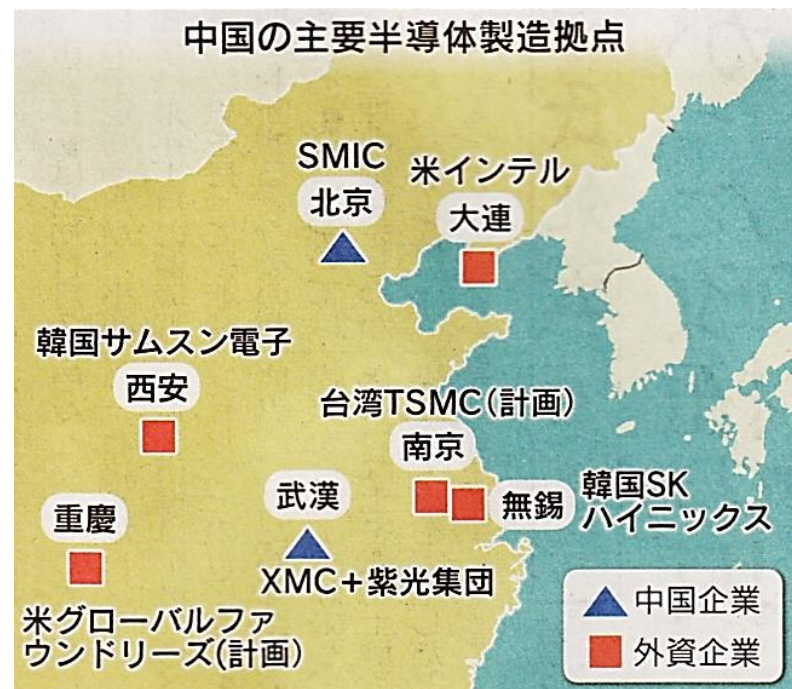 中国の主要半導体製造拠点
SMIC
北京
米インテル
大連
韓国サムスン電子
西安
台湾TSMC(計画)
南京
無錫
韓国SK
ハイニックス
武漢
XMC+紫光集団
重慶
米グローバルファ
ウンドリーズ(計画)
中国企業
外資企業